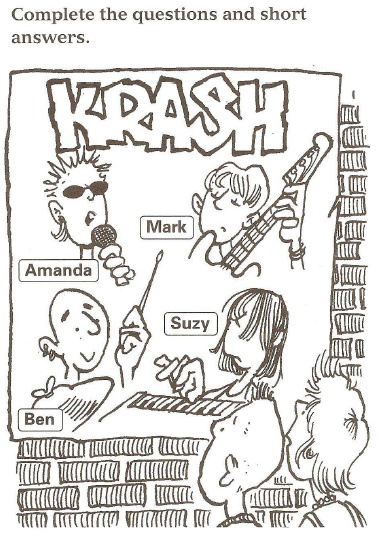 Complete the questions and short
answers.
KRASH
Mark
Amanda
Suzy
Ben